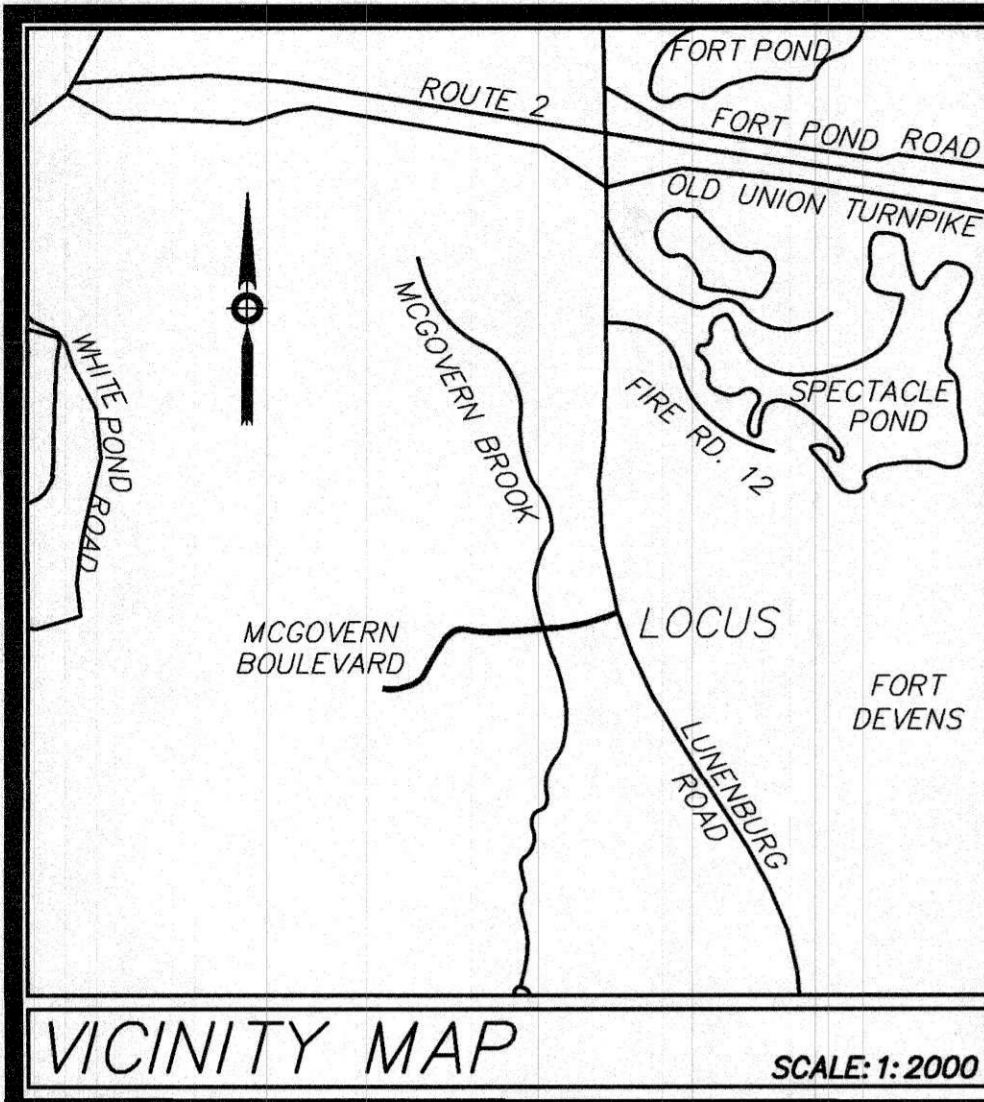 FORT POND
ROUTE 2
FORT POND ROAD
OLD UNION TURNPIKE
MCGOVERN BROOK
WHITE POND
ROAD
FIRE RD. 12
SPECTACLE
POND
MCGOVERN
BOULEVARD
LOCUS
FORT
DEVENS
LUNENBURG
ROAD
VICINITY MAP
SCALE: 1: 2000